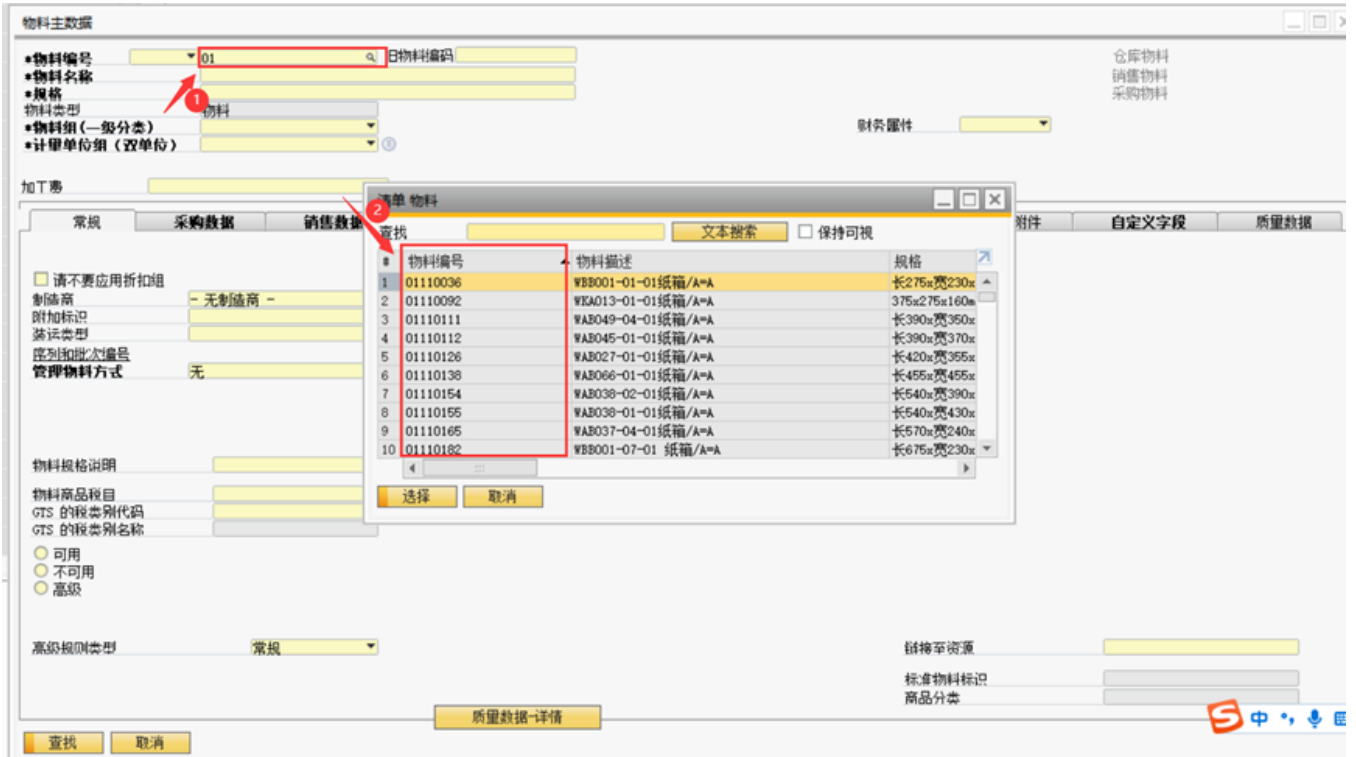 物料主数据
*物料编号 01 旧物料编码
仓库物料
*物料名称
销售物料
*规格
采购物料
物料类型 物料
*物料组(一级分类)
财务属性
*计量单位组（双单位）
加工费
常规 采购数据 销售数据 附件 自定义字段 质量数据
请不要应用折扣组
制造商 - 无制造商 -
附加标识
装运类型
序列和批次编号
管理物料方式 无
物料规格说明
物料商品税目
GTS 的税类别代码
GTS 的税类别名称
可用
不可用
高级
高级规则类型 常规
链接至资源
标准物料标识
商品分类
质量数据-详情
查找 取消
1
2
清单 物料
查找 文本搜索 保持可视
# 物料编号 物料描述 规格
1 01110036 WBB001-01-01纸箱/A=A 长275x宽230x
2 01110092 WKA013-01-01纸箱/A=A 375x275x160m
3 01110111 WAB049-04-01纸箱/A=A 长390x宽350x
4 01110112 WAB045-01-01纸箱/A=A 长390x宽370x
5 01110126 WAB027-01-01纸箱/A=A 长420x宽355x
6 01110138 WAB066-01-01纸箱/A=A 长455x宽455x
7 01110154 WAB038-02-01纸箱/A=A 长540x宽390x
8 01110155 WAB038-01-01纸箱/A=A 长540x宽430x
9 01110165 WAB037-04-01纸箱/A=A 长570x宽240x
10 01110182 WBB001-07-01 纸箱/A=A 长675x宽230x
选择 取消
S 中